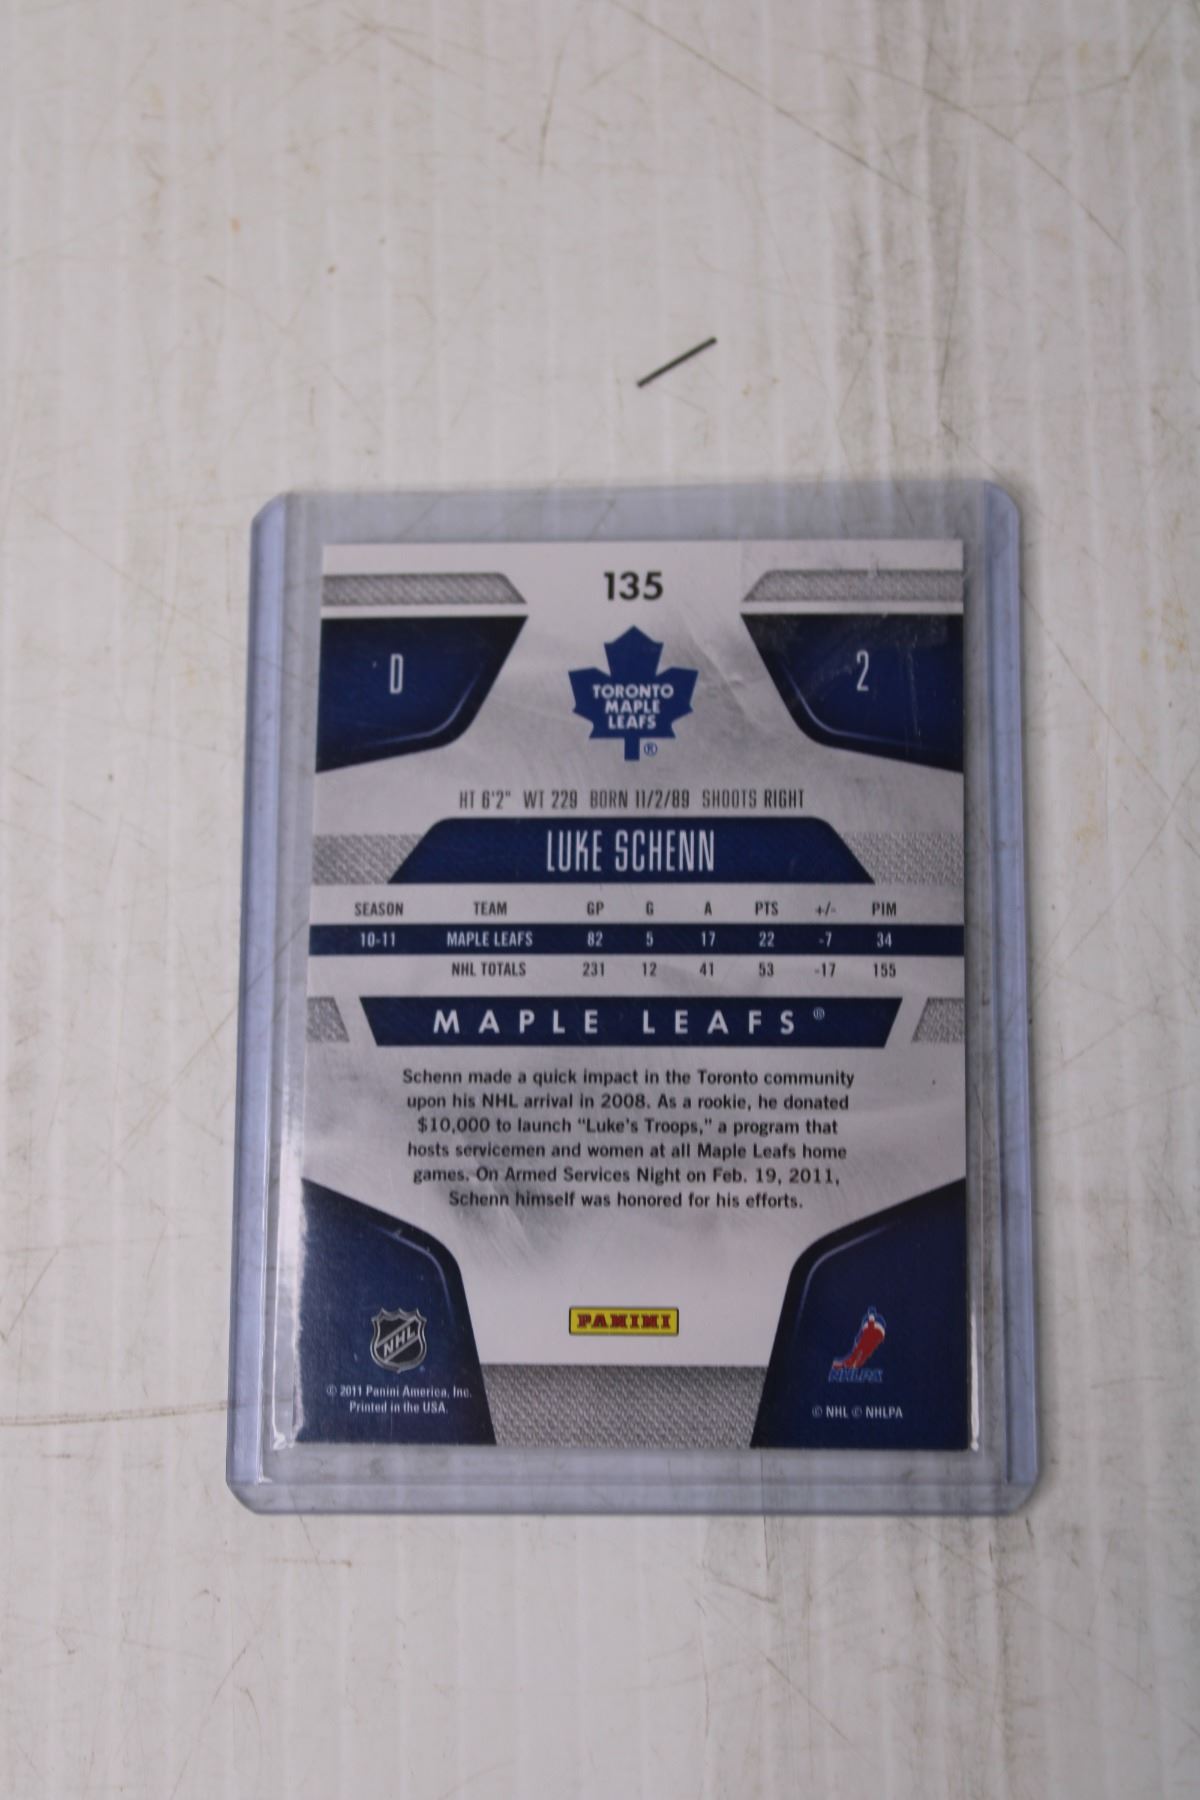 135
D
2
TORONTO
MAPLE
LEAFS
®
HT 6'2" WT 229 BORN 11/2/89 SHOOTS RIGHT
LUKE SCHENN
SEASON TEAM GP G A PTS +/- PIM
10-11 MAPLE LEAFS 82 5 17 22 -7 34
NHL TOTALS 231 12 41 53 -17 155
MAPLE LEAFS®
Schenn made a quick impact in the Toronto community
upon his NHL arrival in 2008. As a rookie, he donated
$10,000 to launch “Luke’s Troops,” a program that
hosts servicemen and women at all Maple Leafs home
games. On Armed Services Night on Feb. 19, 2011,
Schenn himself was honored for his efforts.
PANINI
NHL
NHLPA
© 2011 Panini America, Inc.
Printed in the USA.
© NHL © NHLPA